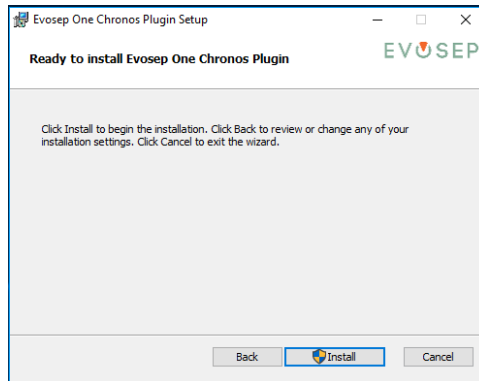 Evosep One Chronos Plugin Setup
Ready to install Evosep One Chronos Plugin
EVOSEP
Click Install to begin the installation. Click Back to review or change any of your
installation settings. Click Cancel to exit the wizard.
Back
Install
Cancel